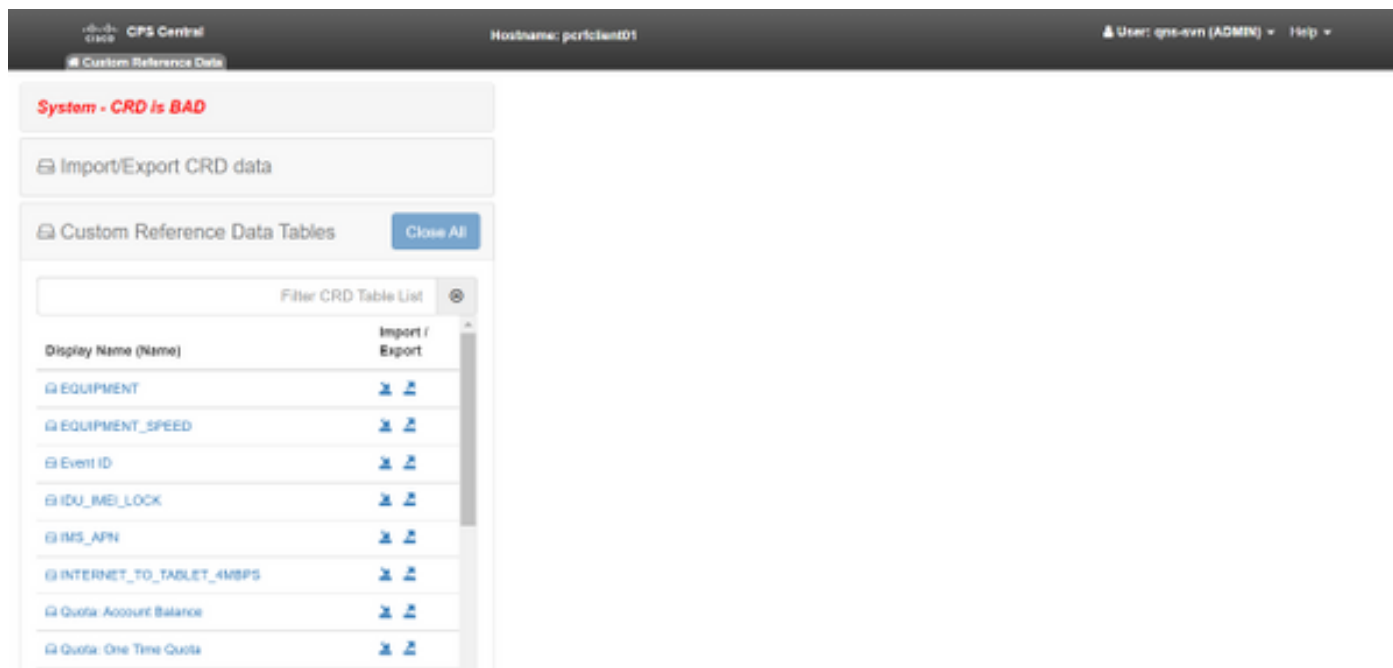 CISCO CPS Central
Hostname: pcrfclient01
User: qns-svn (ADMIN) Help
Custom Reference Data
System - CRD is BAD
Import/Export CRD data
Custom Reference Data Tables
Close All
Filter CRD Table List
Display Name (Name)
Import / Export
EQUIPMENT
EQUIPMENT_SPEED
Event ID
IDU_IMEI_LOCK
IMS_APN
INTERNET_TO_TABLET_4MBPS
Quota: Account Balance
Quota: One Time Quota